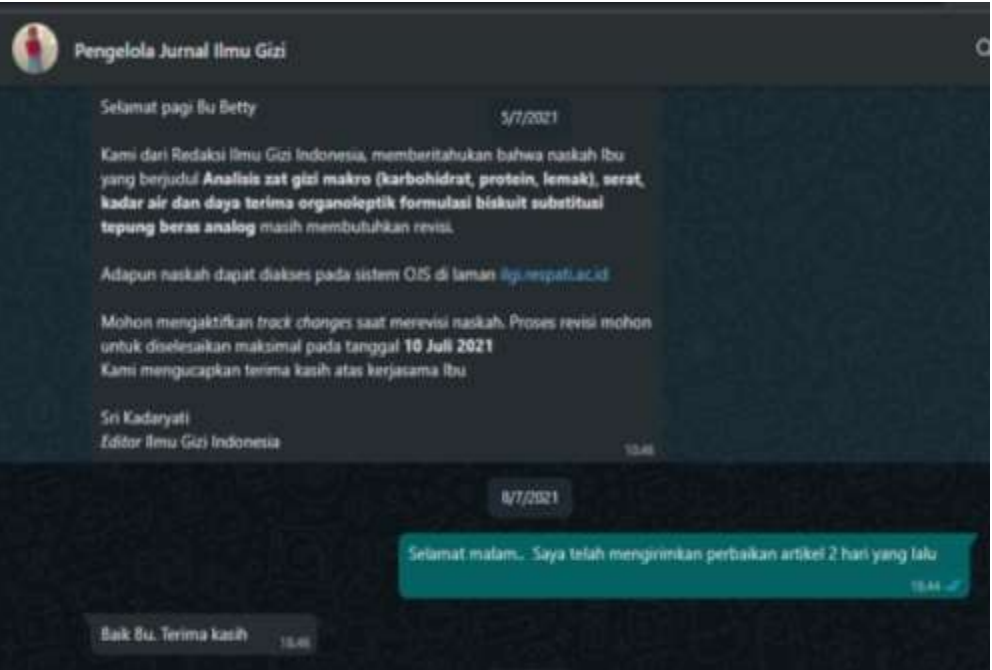 Pengelola Jurnal Ilmu Gizi
Selamat pagi Bu Betty
5/7/2021
Kami dari Redaksi Ilmu Gizi Indonesia, memberitahukan bahwa naskah Ibu
yang berjudul Analisis zat gizi makro (karbohidrat, protein, lemak), serat,
kadar air dan daya terima organoleptik formulasi biskuit substitusi
tepung beras analog masih membutuhkan revisi.
Adapun naskah dapat diakses pada sistem OJS di laman ilgi.respati.ac.id
Mohon mengaktifkan track changes saat merevisi naskah. Proses revisi mohon
untuk diselesaikan maksimal pada tanggal 10 Juli 2021
Kami mengucapkan terima kasih atas kerjasama Ibu
Sri Kadaryati
Editor Ilmu Gizi Indonesia
8/7/2021
Selamat malam.. Saya telah mengirimkan perbaikan artikel 2 hari yang lalu
18.44
Baik Bu. Terima kasih